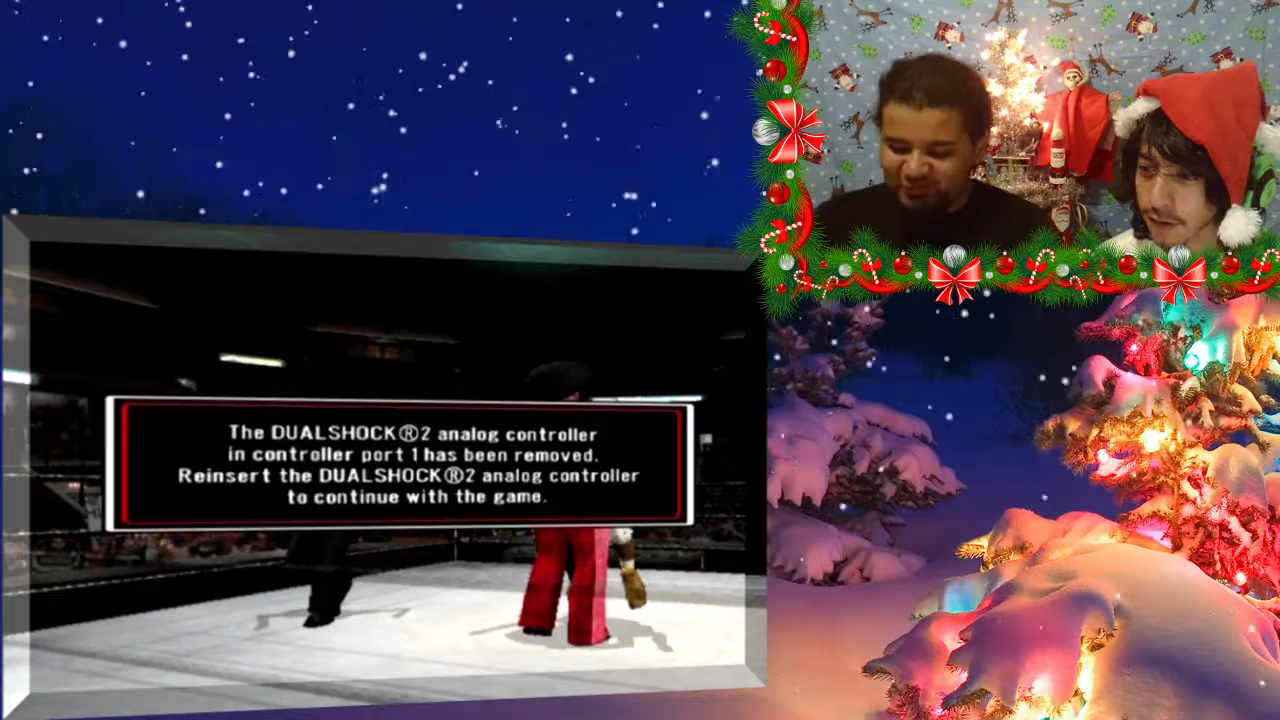 The DUALSHOCK®2 analog controller
in controller port 1 has been removed.
Reinsert the DUALSHOCK®2 analog controller
to continue with the game.